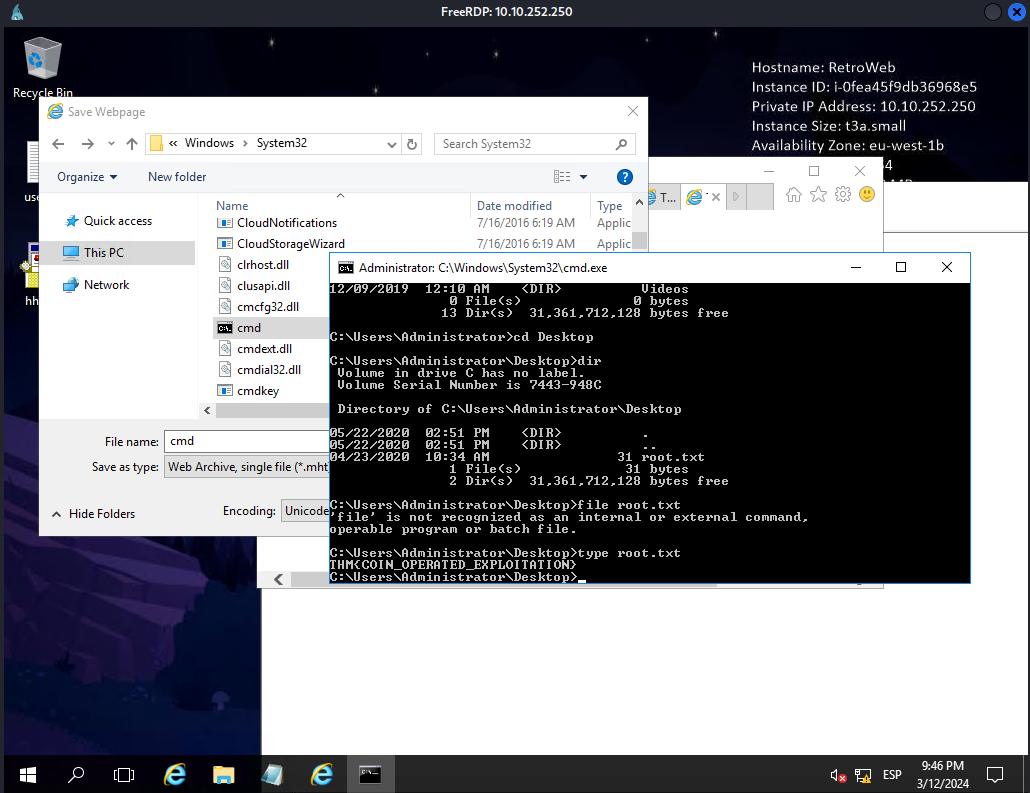 FreeRDP: 10.10.252.250
Recycle Bin
Hostname: RetroWeb
Instance ID: i-0fea45f9db36968e5
Private IP Address: 10.10.252.250
Instance Size: t3a.small
Availability Zone: eu-west-1b
Save Webpage
« Windows > System32
Search System32
Organize
New folder
Quick access
This PC
Network
Name
Date modified
Type
CloudNotifications 7/16/2016 6:19 AM Applic
CloudStorageWizard 7/16/2016 6:19 AM Applic
clrhost.dll
clusapi.dll
cmcfg32.dll
cmd
cmdext.dll
cmdial32.dll
cmdkey
File name: cmd
Save as type: Web Archive, single file (*.mht
Hide Folders
Encoding: Unicode
T...
Administrator: C:\Windows\System32\cmd.exe
12/09/2019  12:10 AM    <DIR>          Videos
0 File(s)              0 bytes
13 Dir(s)  31,361,712,128 bytes free
C:\Users\Administrator>cd Desktop
C:\Users\Administrator\Desktop>dir
Volume in drive C has no label.
Volume Serial Number is 7443-948C
Directory of C:\Users\Administrator\Desktop
05/22/2020  02:51 PM    <DIR>          .
05/22/2020  02:51 PM    <DIR>          ..
04/23/2020  10:34 AM                31 root.txt
1 File(s)             31 bytes
2 Dir(s)  31,361,712,128 bytes free
C:\Users\Administrator\Desktop>file root.txt
'file' is not recognized as an internal or external command,
operable program or batch file.
C:\Users\Administrator\Desktop>type root.txt
THM{COIN_OPERATED_EXPLOITATION}
C:\Users\Administrator\Desktop>
ESP
9:46 PM
3/12/2024